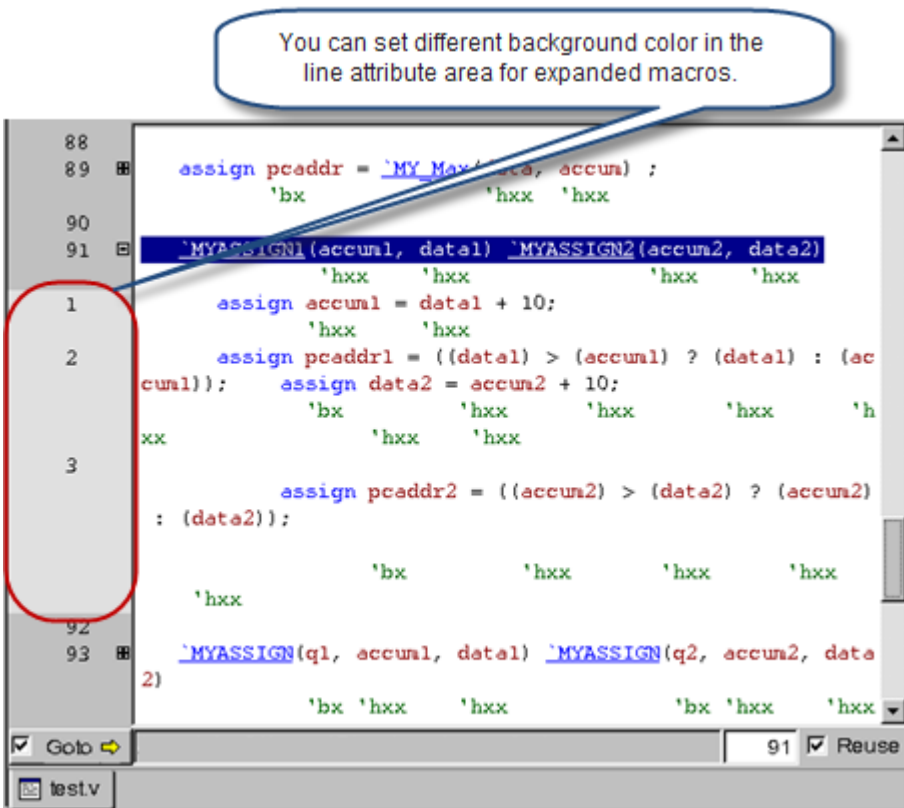 You can set different background color in the
line attribute area for expanded macros.
88
89 assign pcaddr = `MY_Max( , accum) ;
'bx 'hxx 'hxx
90
91 `MYASSIGN1(accum1, data1) `MYASSIGN2(accum2, data2)
'hxx 'hxx 'hxx 'hxx
1 assign accum1 = data1 + 10;
'hxx 'hxx
2 assign pcaddr1 = ((data1) > (accum1) ? (data1) : (ac
cum1)); assign data2 = accum2 + 10;
'bx 'hxx 'hxx 'hxx 'h
xx 'hxx 'hxx
3
assign pcaddr2 = ((accum2) > (data2) ? (accum2)
: (data2));
'bx 'hxx 'hxx 'hxx
'hxx
92
93 `MYASSIGN(q1, accum1, data1) `MYASSIGN(q2, accum2, data
2)
'bx 'hxx 'hxx 'bx 'hxx 'hxx
Goto 91 Reuse
test.v